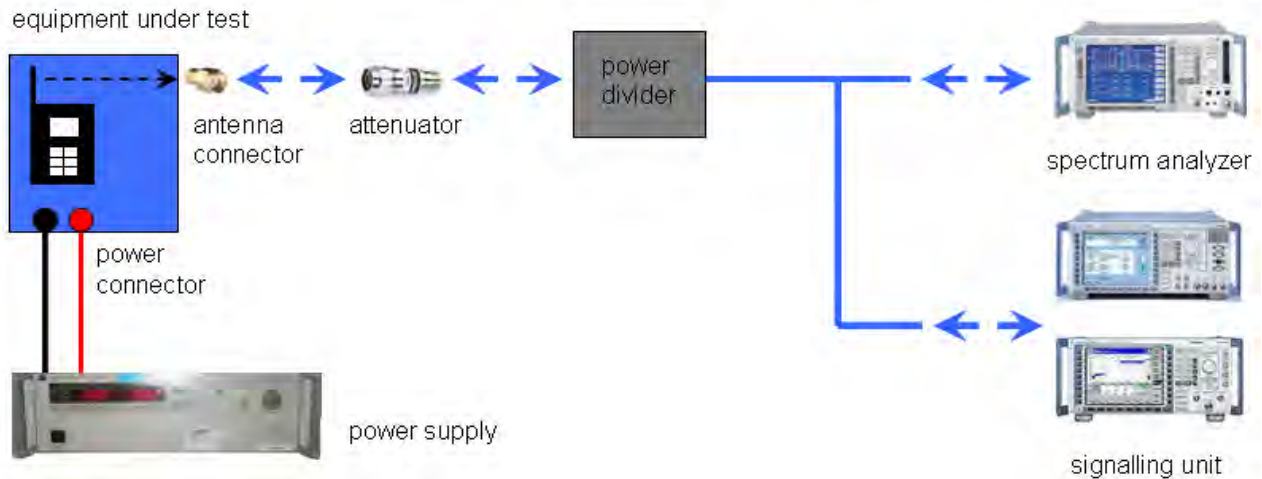 equipment under test
power
divider
antenna
connector
attenuator
spectrum analyzer
power
connector
power supply
signalling unit